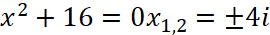 x² + 16 = 0x₁,₂ = ±4i